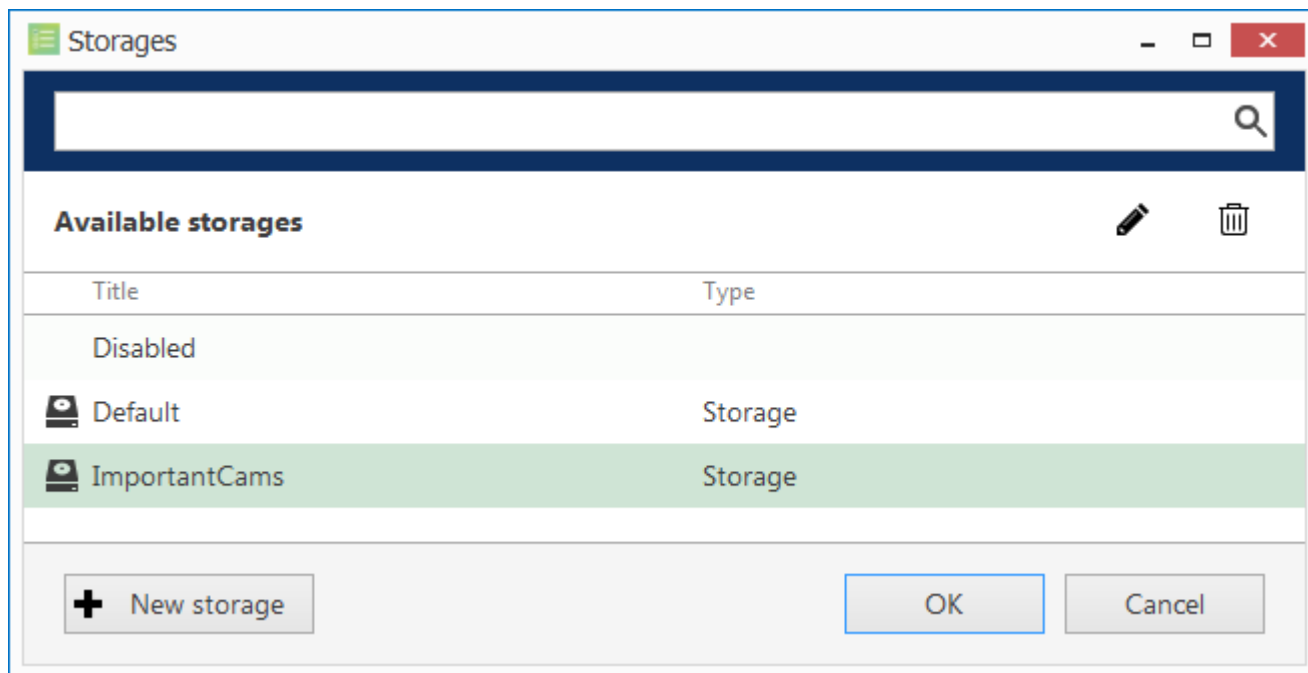 Storages
Available storages
Title Type
Disabled
Default Storage
ImportantCams Storage
New storage OK Cancel